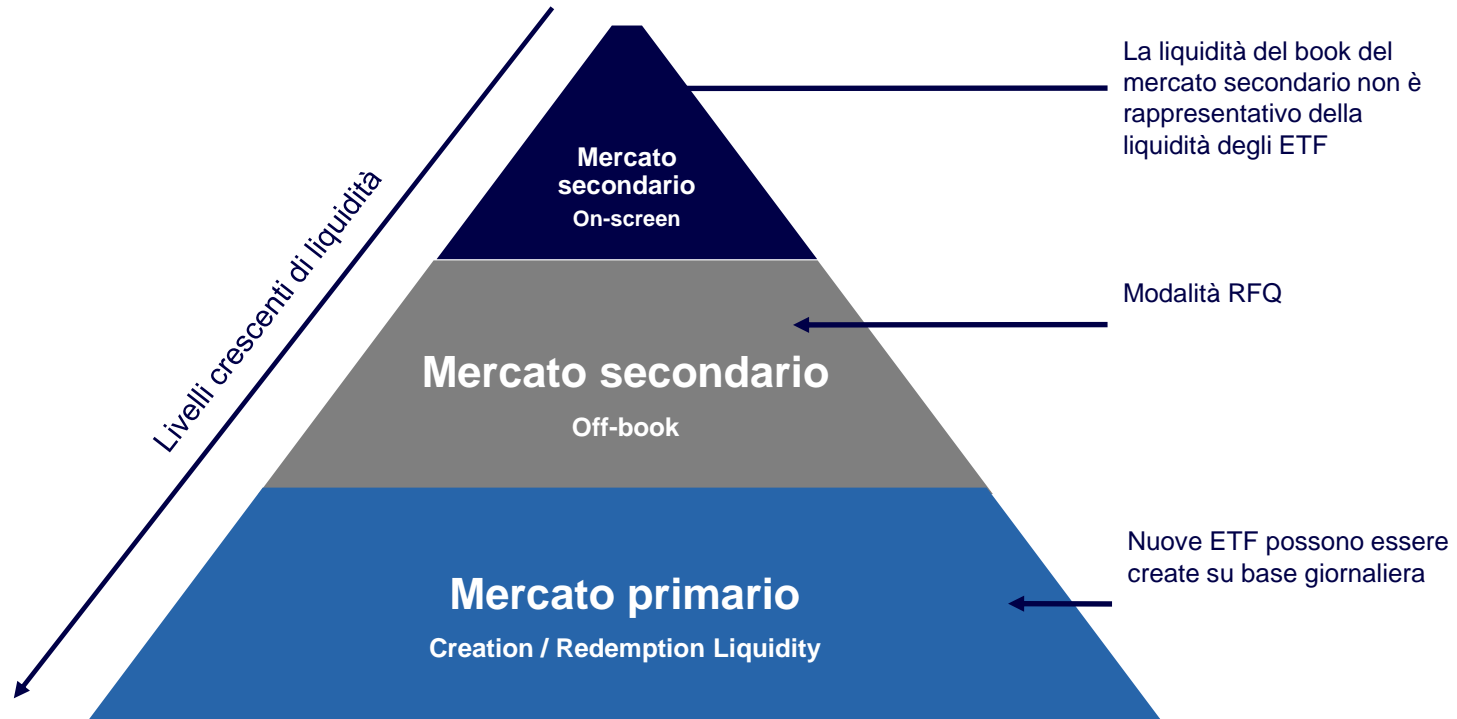 La liquidità del book del
mercato secondario non è
rappresentativo della
liquidità degli ETF
Mercato
secondario
On-screen
Livelli crescenti di liquidità
Modalità RFQ
Mercato secondario
Off-book
Nuove ETF possono essere
create su base giornaliera
Mercato primario
Creation / Redemption Liquidity